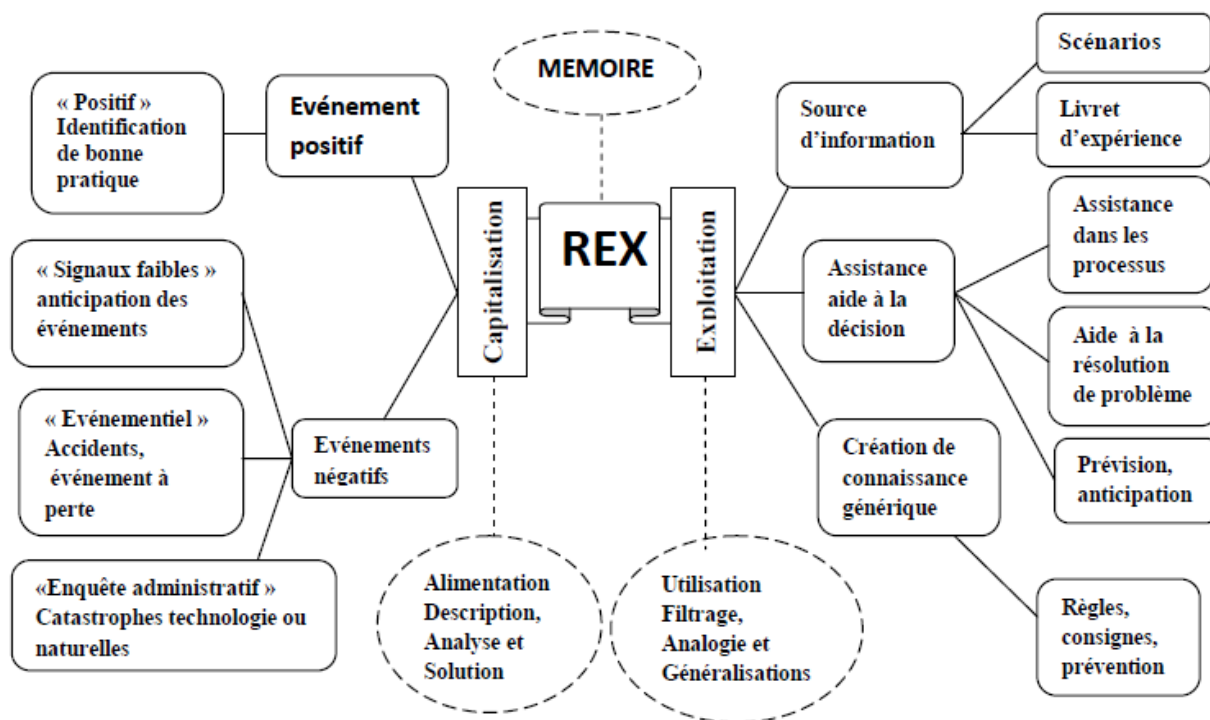 MEMOIRE
« Positif »
Identification
de bonne
pratique
Evénement
positif
« Signaux faibles »
anticipation des
événements
« Evénementiel »
Accidents,
événement à
perte
«Enquête administratif »
Catastrophes technologie ou
naturelles
Evénements
négatifs
Capitalisation
REX
Exploitation
Alimentation
Description,
Analyse et
Solution
Utilisation
Filtrage,
Analogie et
Généralisations
Source
d’information
Scénarios
Livret
d’expérience
Assistance
aide à la
décision
Assistance
dans les
processus
Aide à la
résolution
de problème
Prévision,
anticipation
Création de
connaissance
générique
Règles,
consignes,
prévention